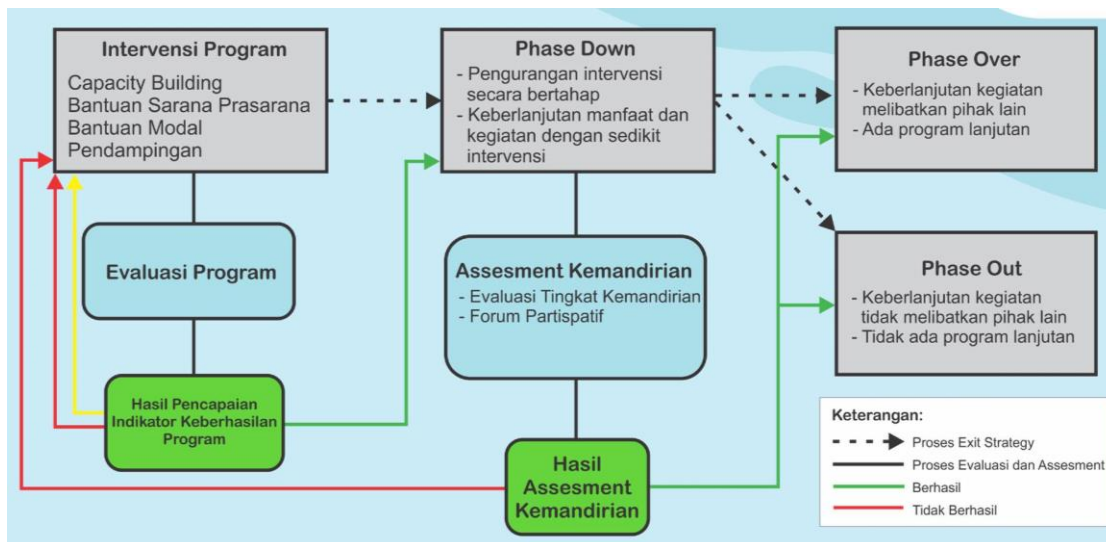 Intervensi Program
Capacity Building
Bantuan Sarana Prasarana
Bantuan Modal
Pendampingan
Evaluasi Program
Hasil Pencapaian
Indikator Keberhasilan
Program
Phase Down
- Pengurangan intervensi
secara bertahap
- Keberlanjutan manfaat dan
kegiatan dengan sedikit
intervensi
Assesment Kemandirian
- Evaluasi Tingkat Kemandirian
- Forum Partispatif
Hasil
Assesment
Kemandirian
Phase Over
- Keberlanjutan kegiatan
melibatkan pihak lain
- Ada program lanjutan
Phase Out
- Keberlanjutan kegiatan
tidak melibatkan pihak lain
- Tidak ada program lanjutan
Keterangan:
Proses Exit Strategy
Proses Evaluasi dan Assesment
Berhasil
Tidak Berhasil